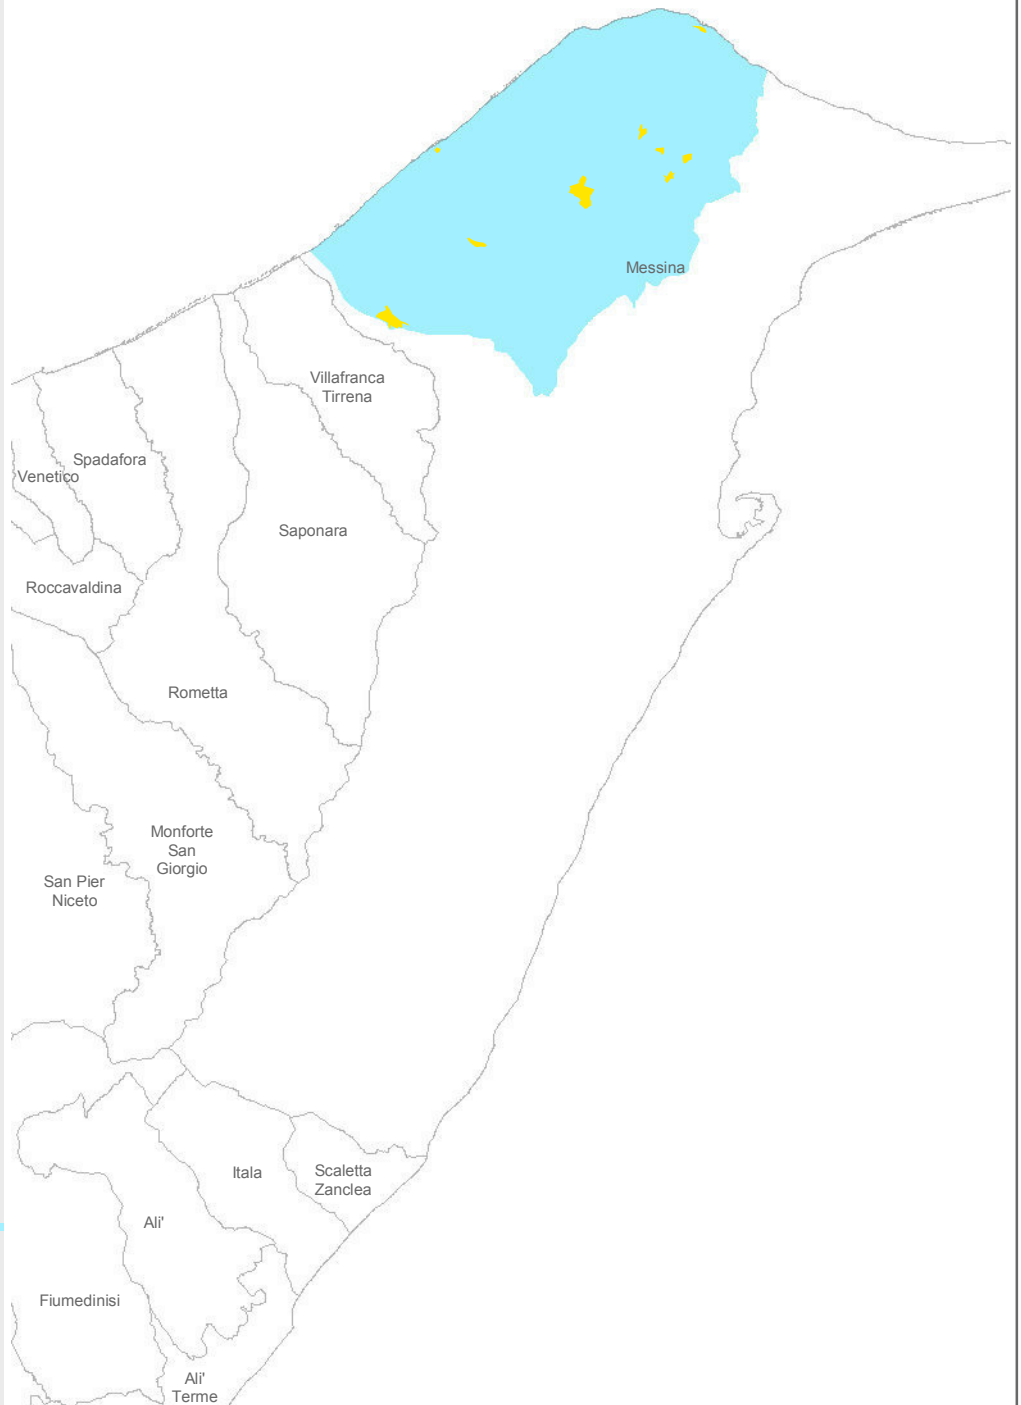 Messina
Villafranca
Tirrena
Spadafora
Venetico
Saponara
Roccavaldina
Rometta
Monforte
San
Giorgio
San Pier
Niceto
Itala
Scaletta
Zanclea
Ali'
Fiumedinisi
Ali'
Terme